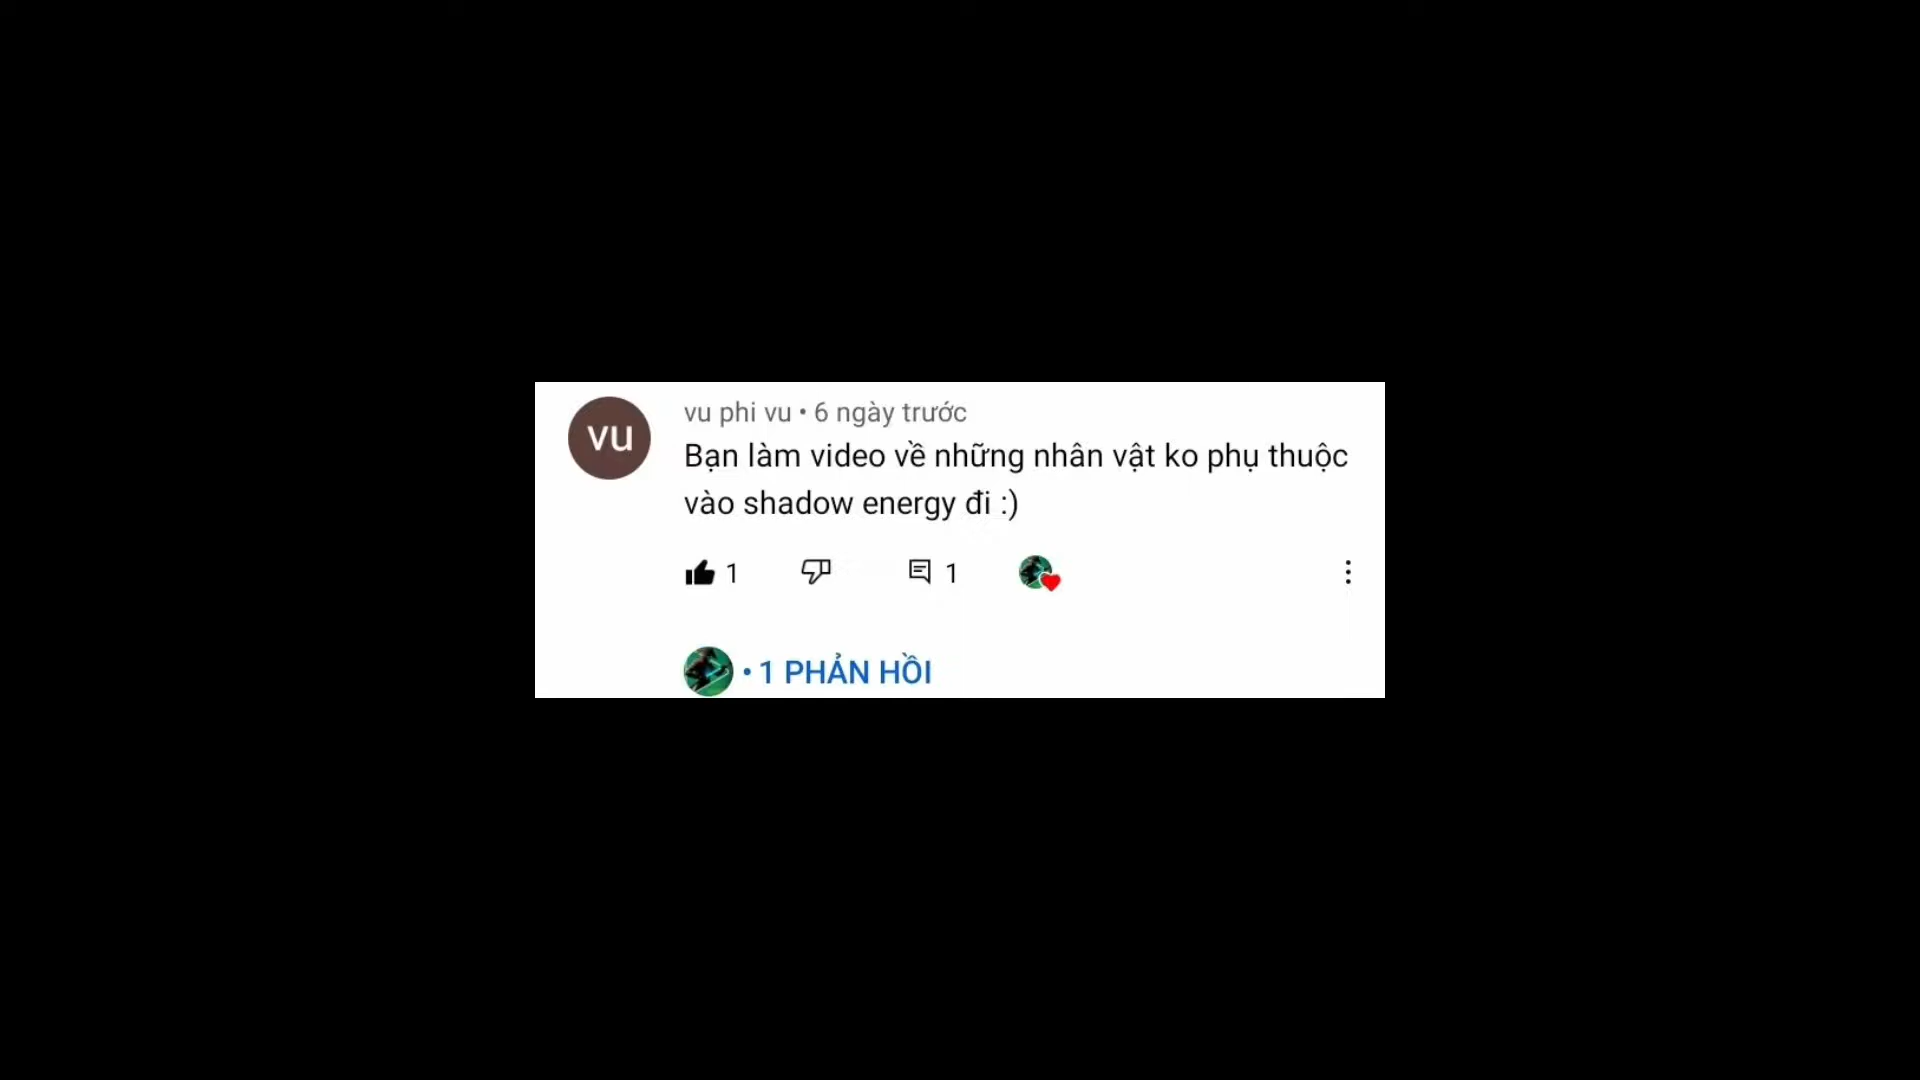 vu
vu phi vu • 6 ngày trước
Bạn làm video về những nhân vật ko phụ thuộc
vào shadow energy đi :)
1
1
• 1 PHẢN HỒI